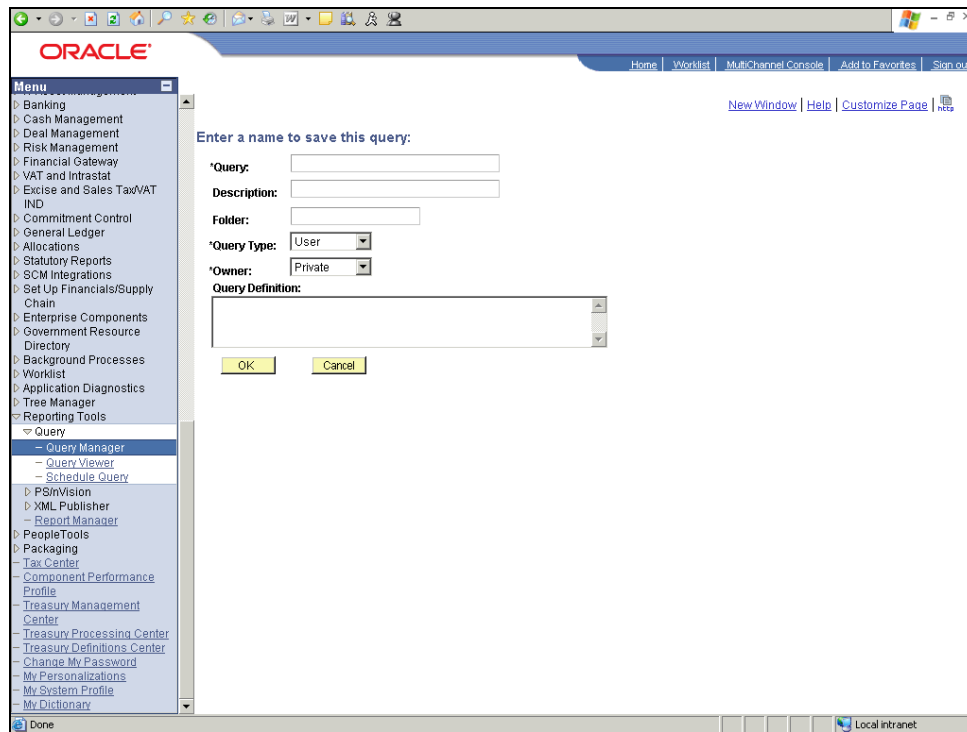 ORACLE
Home | Worklist | MultiChannel Console | Add to Favorites | Sign ou
Menu
Banking
Cash Management
Deal Management
Risk Management
Financial Gateway
VAT and Intrastat
Excise and Sales Tax/VAT
IND
Commitment Control
General Ledger
Allocations
Statutory Reports
SCM Integrations
Set Up Financials/Supply
Chain
Enterprise Components
Government Resource
Directory
Background Processes
Worklist
Application Diagnostics
Tree Manager
Reporting Tools
Query
Query Manager
Query Viewer
Schedule Query
PS/nVision
XML Publisher
Report Manager
PeopleTools
Packaging
Tax Center
Component Performance
Profile
Treasury Management
Center
Treasury Processing Center
Treasury Definitions Center
Change My Password
My Personalizations
My System Profile
My Dictionary
New Window | Help | Customize Page | http
Enter a name to save this query:
*Query:
Description:
Folder:
*Query Type: User
*Owner: Private
Query Definition:
OK Cancel
Done
Local intranet